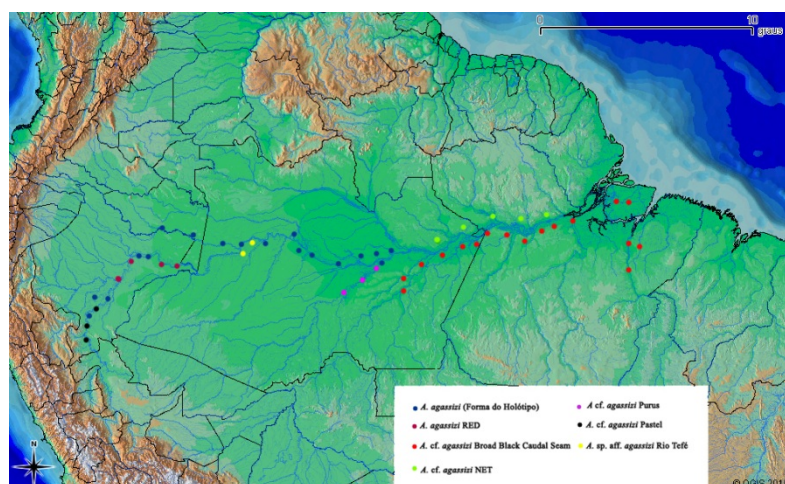 0 10
graus
A. agassizi (Forma do Holótipo)
A cf. agassizi Purus
A. agassizi RED
A. cf. agassizi Pastel
A. cf. agassizi Broad Black Caudal Seam
A. sp. aff. agassizi Rio Tefé
A. cf. agassizi NET
N